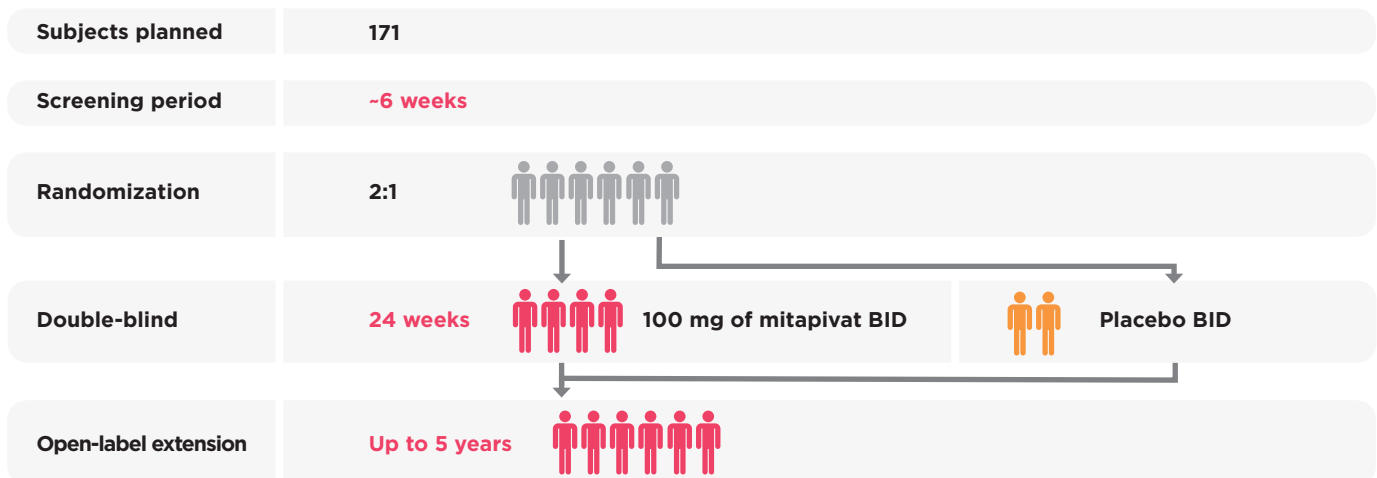 Subjects planned 171
Screening period ~6 weeks
Randomization 2:1
Double-blind 24 weeks 100 mg of mitapivat BID Placebo BID
Open-label extension Up to 5 years